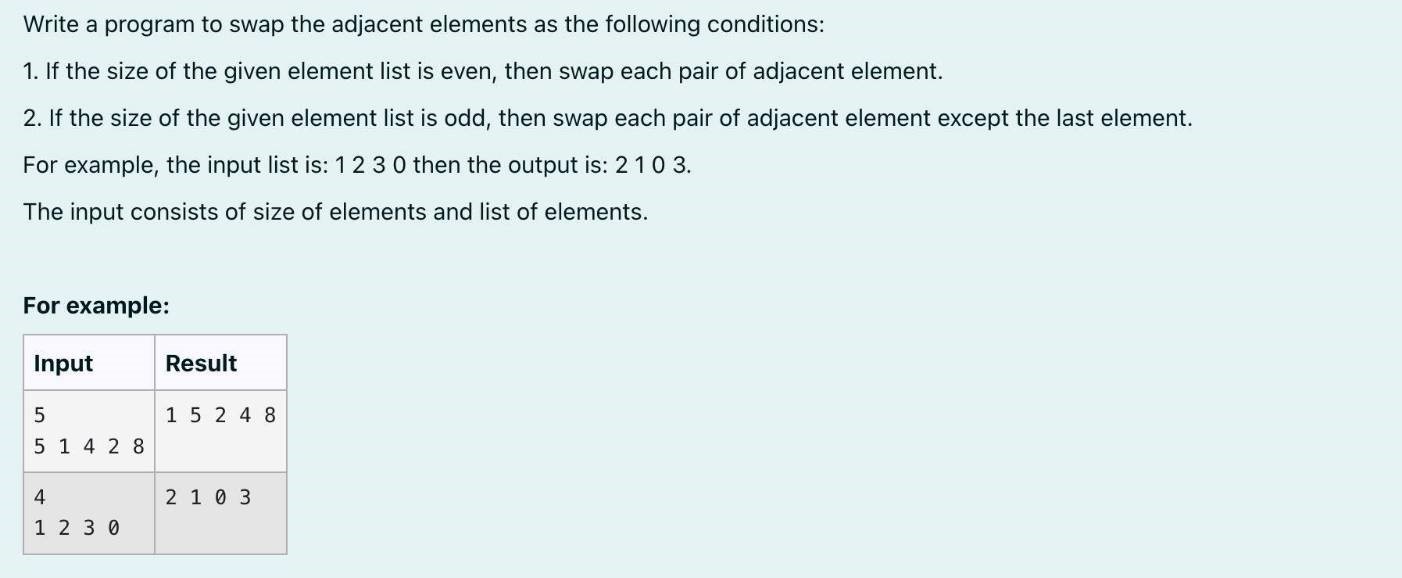 Write a program to swap the adjacent elements as the following conditions:
1. If the size of the given element list is even, then swap each pair of adjacent element.
2. If the size of the given element list is odd, then swap each pair of adjacent element except the last element.
For example, the input list is: 1 2 3 0 then the output is: 2 1 0 3.
The input consists of size of elements and list of elements.
For example:
Input Result
5 1 5 2 4 8
5 1 4 2 8
4 2 1 0 3
1 2 3 0